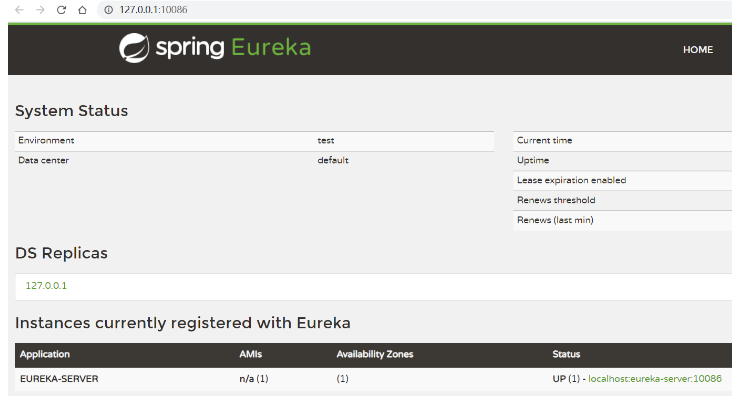 127.0.0.1:10086
spring Eureka
HOME
System Status
Environment test
Data center default
Current time
Uptime
Lease expiration enabled
Renews threshold
Renews (last min)
DS Replicas
127.0.0.1
Instances currently registered with Eureka
Application AMIs Availability Zones Status
EUREKA-SERVER n/a (1) (1) UP (1) - localhost:eureka-server:10086